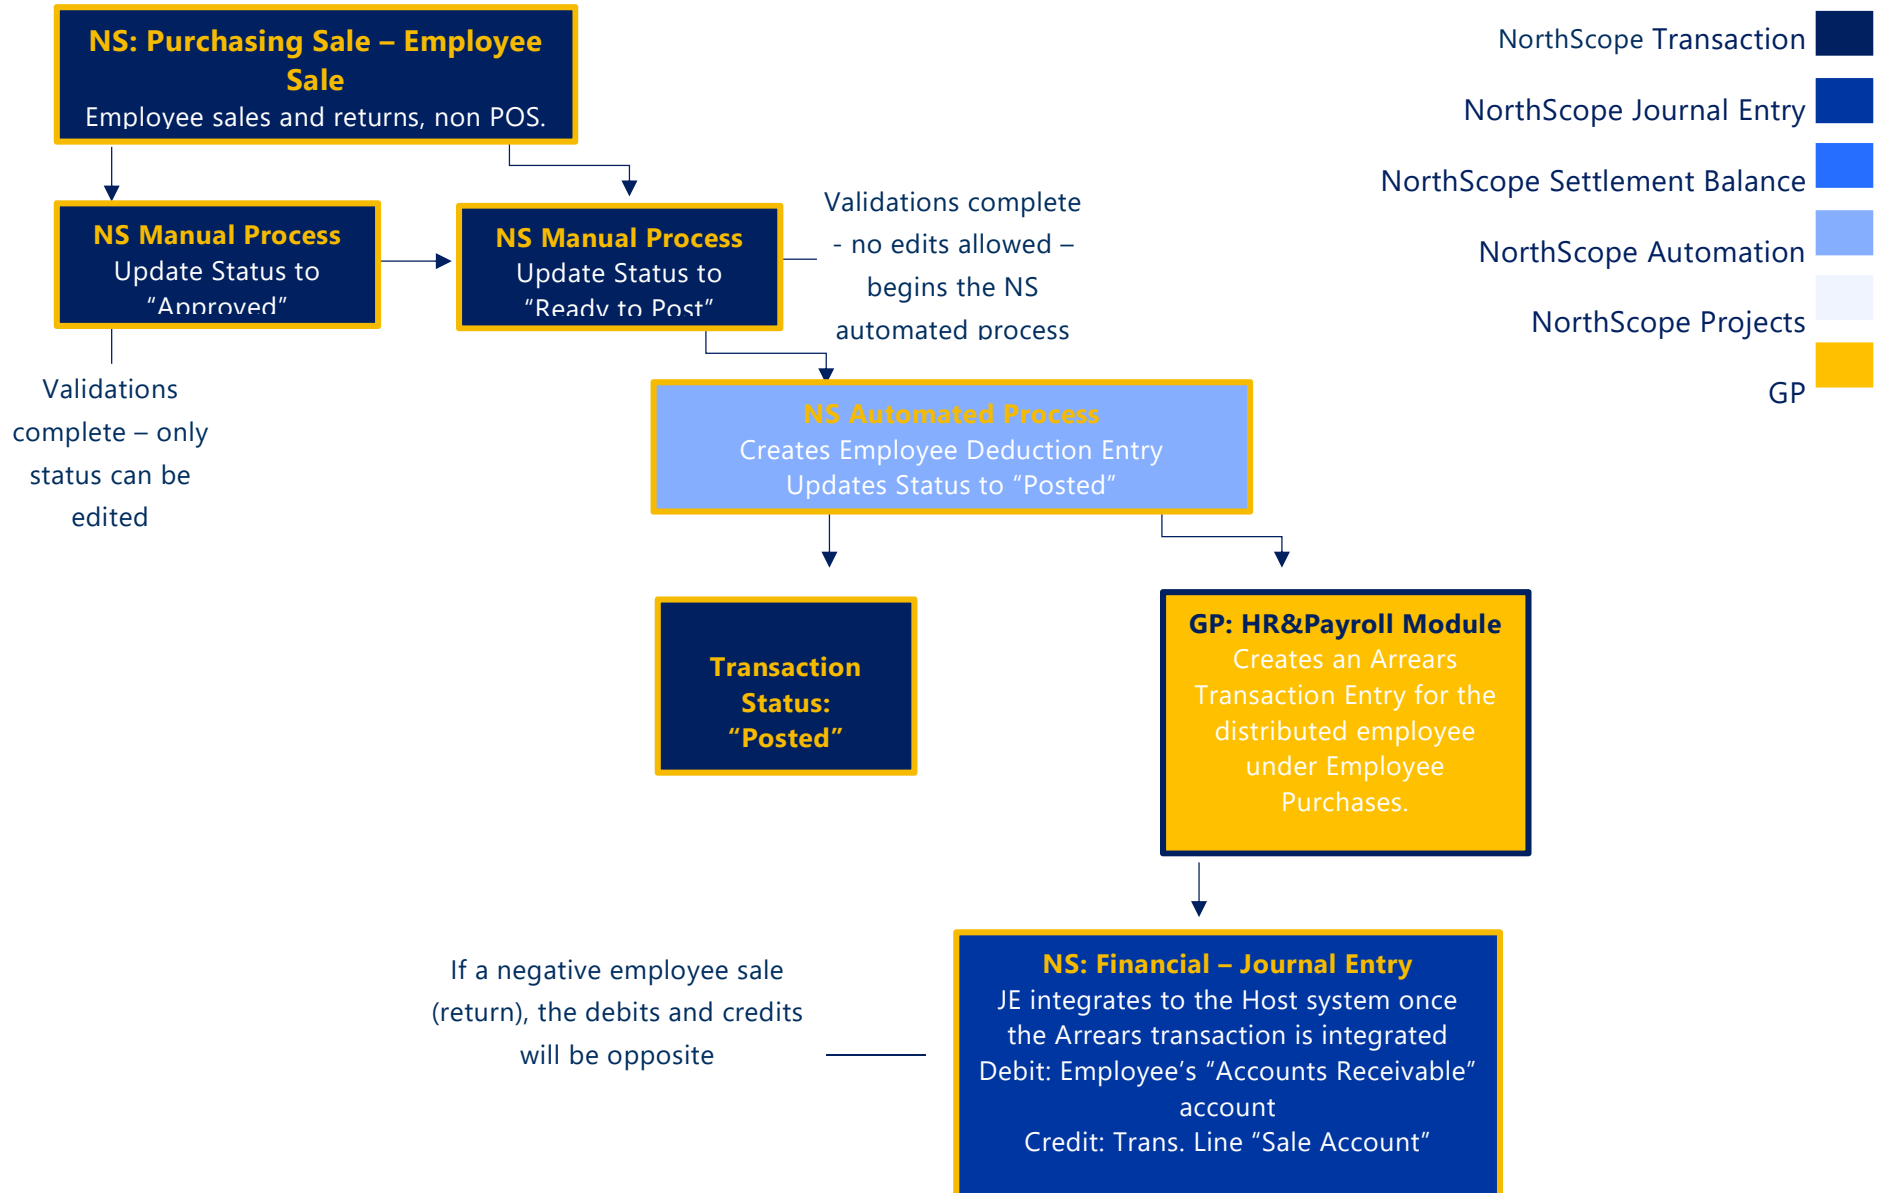 NS: Purchasing Sale – Employee
Sale
Employee sales and returns, non POS.
NorthScope Transaction
NorthScope Journal Entry
NorthScope Settlement Balance
NorthScope Automation
NorthScope Projects
GP
NS Manual Process
Update Status to
“Approved”
NS Manual Process
Update Status to
“Ready to Post”
Validations complete
- no edits allowed –
begins the NS
automated process
Validations
complete – only
status can be
edited
NS Automated Process
Creates Employee Deduction Entry
Updates Status to “Posted”
Transaction
Status:
“Posted”
GP: HR&Payroll Module
Creates an Arrears
Transaction Entry for the
distributed employee
under Employee
Purchases.
If a negative employee sale
(return), the debits and credits
will be opposite
NS: Financial – Journal Entry
JE integrates to the Host system once
the Arrears transaction is integrated
Debit: Employee’s “Accounts Receivable”
account
Credit: Trans. Line “Sale Account”